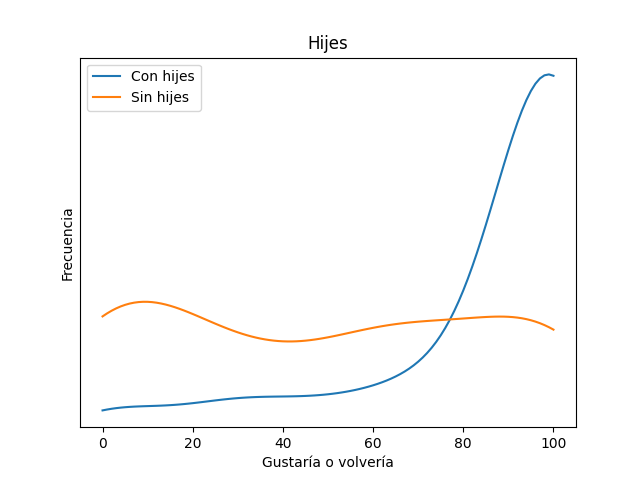 Hijes
Con hijes
Sin hijes
Frecuencia
0 20 40 60 80 100
Gustaría o volvería